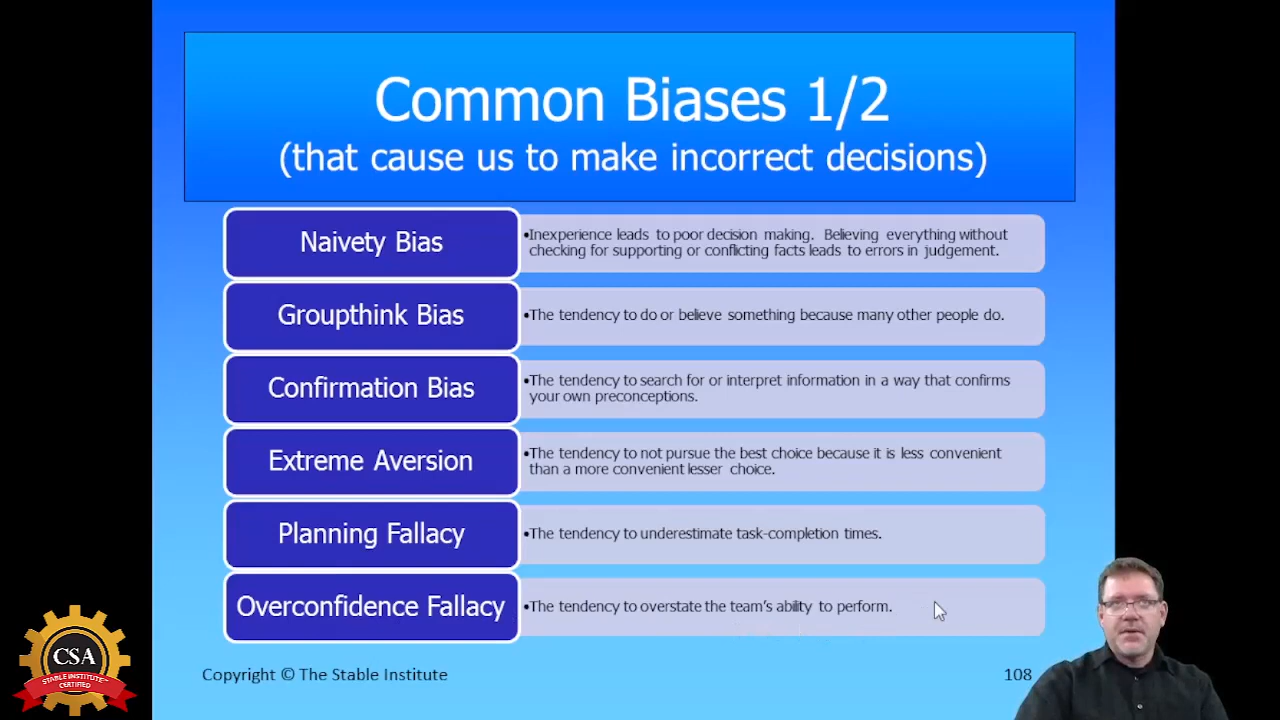 Common Biases 1/2
(that cause us to make incorrect decisions)
Naivety Bias
•Inexperience leads to poor decision making. Believing everything without
checking for supporting or conflicting facts leads to errors in judgement.
Groupthink Bias
•The tendency to do or believe something because many other people do.
Confirmation Bias
•The tendency to search for or interpret information in a way that confirms
your own preconceptions.
Extreme Aversion
•The tendency to not pursue the best choice because it is less convenient
than a more convenient lesser choice.
Planning Fallacy
•The tendency to underestimate task-completion times.
Overconfidence Fallacy
•The tendency to overstate the team's ability to perform.
CSA
STABLE INSTITUTE™
CERTIFIED
Copyright © The Stable Institute
108